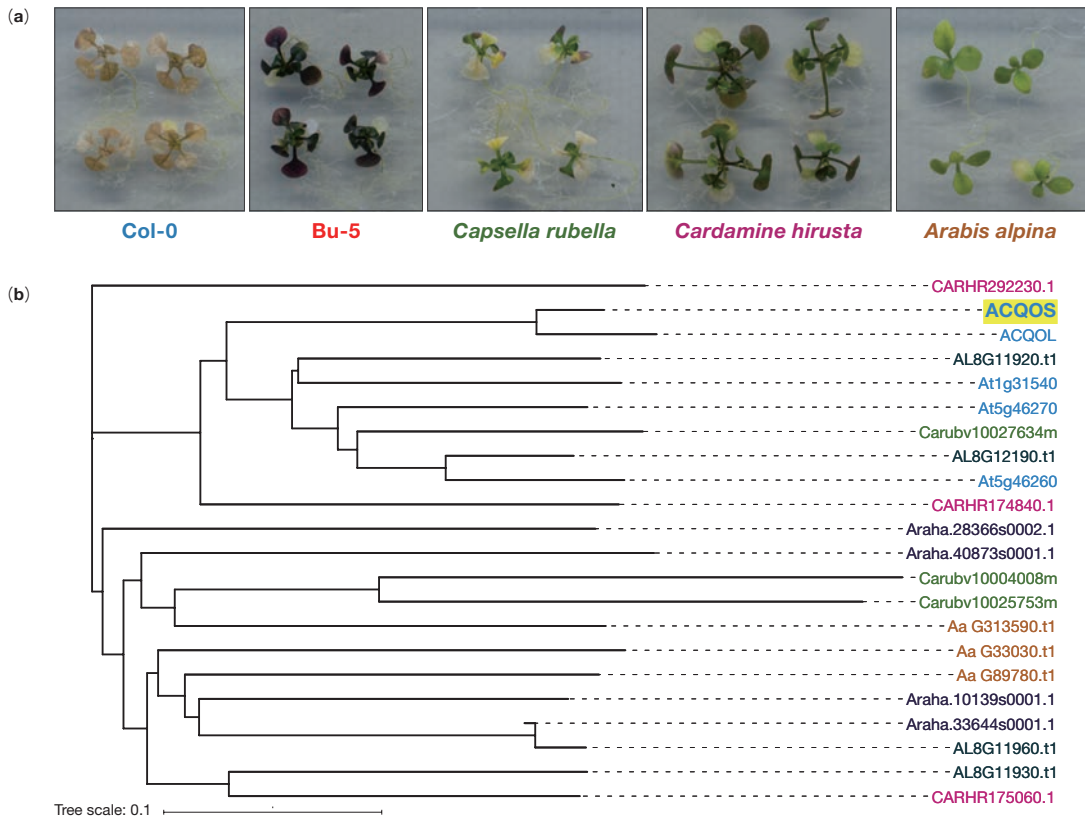 (a)
Col-0
Bu-5
Capsella rubella
Cardamine hirusta
Arabis alpina
(b)
CARHR292230.1
ACQOS
ACQOL
AL8G11920.t1
At1g31540
At5g46270
Carubv10027634m
AL8G12190.t1
At5g46260
CARHR174840.1
Araha.28366s0002.1
Araha.40873s0001.1
Carubv10004008m
Carubv10025753m
Aa G313590.t1
Aa G33030.t1
Aa G89780.t1
Araha.10139s0001.1
Araha.33644s0001.1
AL8G11960.t1
AL8G11930.t1
CARHR175060.1
Tree scale: 0.1